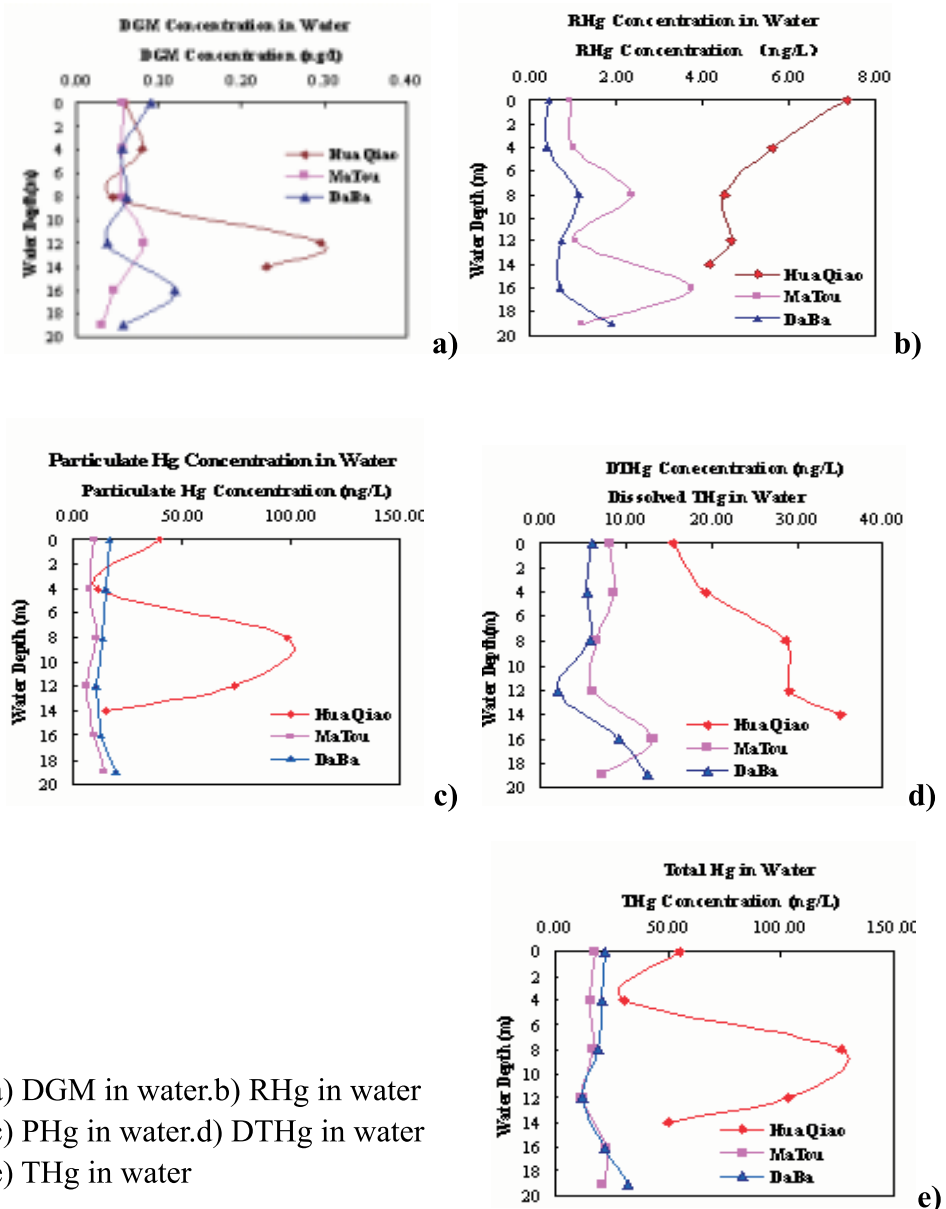 DGM Concentration in Water
DGM Concentration (ng/l)
0.00 0.10 0.20 0.30 0.40
0
2
4
6
8
10
12
14
16
18
20
Water Depth(m)
HuaQiao
MaTou
DaBa
a)
RHg Concentration in Water
RHg Concentration (ng/L)
0.00 2.00 4.00 6.00 8.00
0
2
4
6
8
10
12
14
16
18
20
Water Depth (m)
HuaQiao
MaTou
DaBa
b)
Particulate Hg Concentration in Water
Particulate Hg Concentration (ng/L)
0.00 50.00 100.00 150.00
0
2
4
6
8
10
12
14
16
18
20
Water Depth (m)
HuaQiao
MaTou
DaBa
c)
DTHg Conecentration (ng/L)
Dissolved THg in Water
0.00 10.00 20.00 30.00 40.00
0
2
4
6
8
10
12
14
16
18
20
Water Depth(m)
HuaQiao
MaTou
DaBa
d)
Total Hg in Water
THg Concentration (ng/L)
0.00 50.00 100.00 150.00
0
2
4
6
8
10
12
14
16
18
20
Water Depth (m)
HuaQiao
MaTou
DaBa
e)
a) DGM in water.b) RHg in water
c) PHg in water.d) DTHg in water
e) THg in water